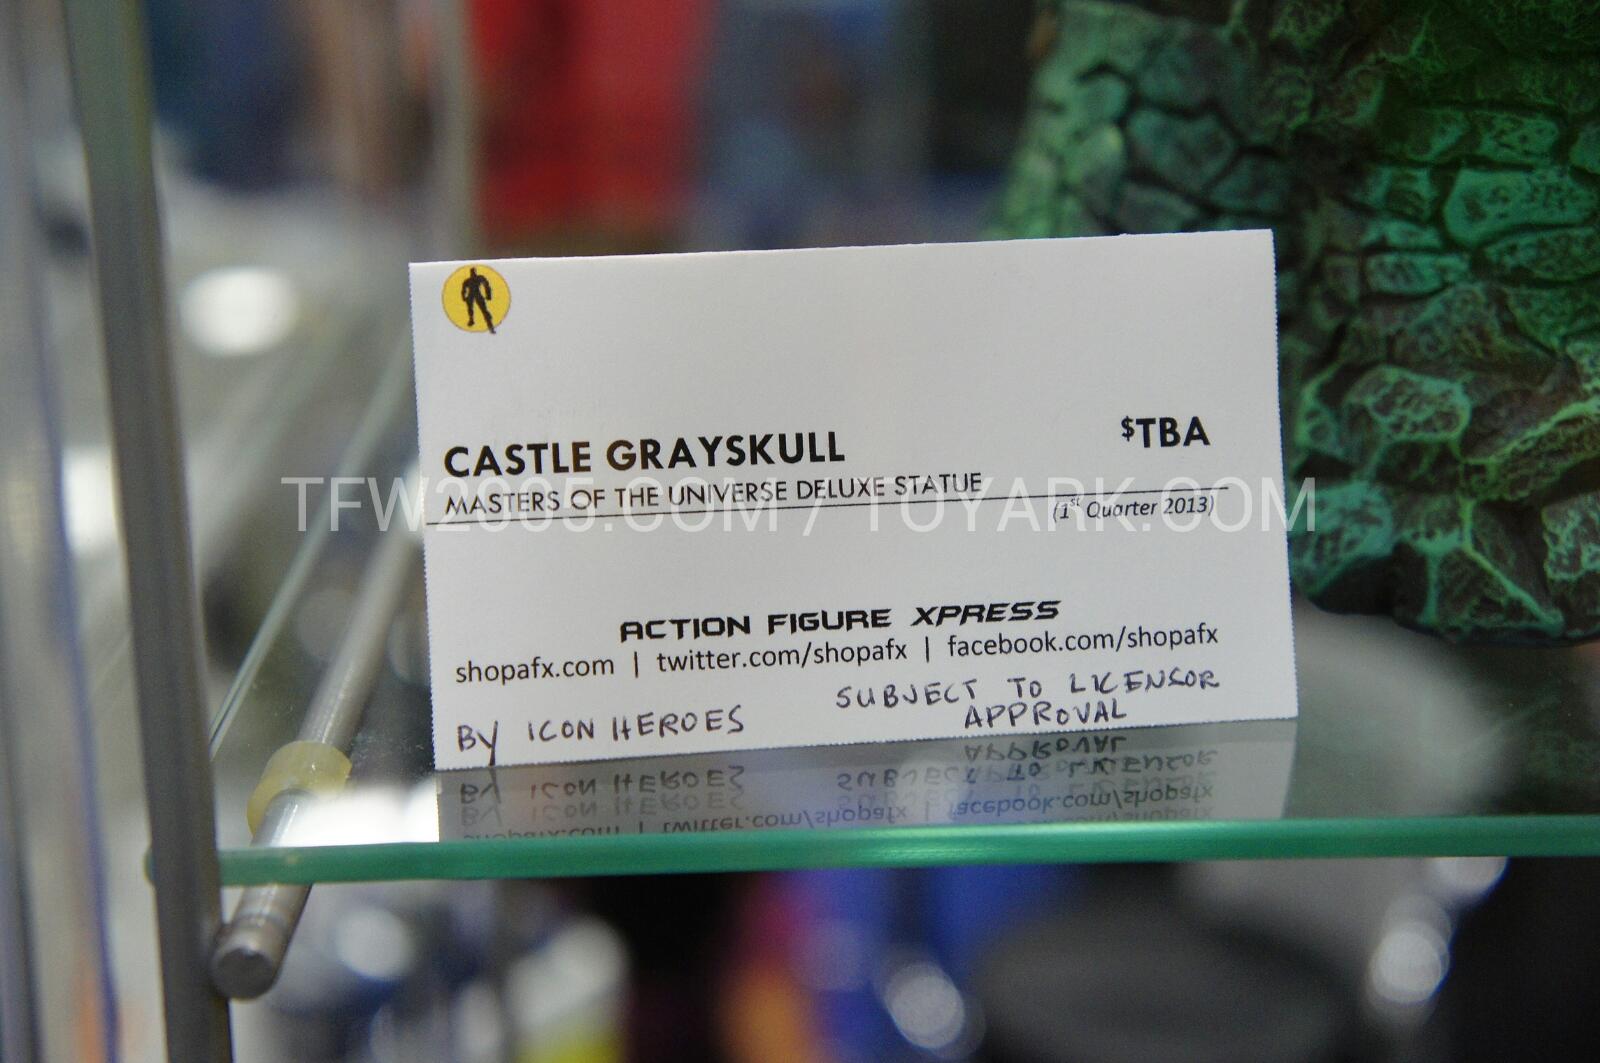 CASTLE GRAYSKULL
$TBA
MASTERS OF THE UNIVERSE DELUXE STATUE
(1st Quarter 2013)
TFW2005.COM / TOYARK.COM
ACTION FIGURE XPRESS
shopafx.com | twitter.com/shopafx | facebook.com/shopafx
BY ICON HEROES
SUBJECT TO LICENSOR
APPROVAL